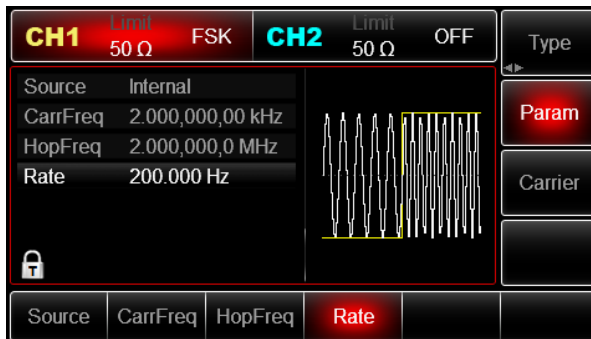 CH1 Limit 50 Ω FSK CH2 Limit 50 Ω OFF
Type
Source Internal
CarrFreq 2.000,000,00 kHz
HopFreq 2.000,000,0 MHz
Rate 200.000 Hz
Param
Carrier
T
Source CarrFreq HopFreq Rate